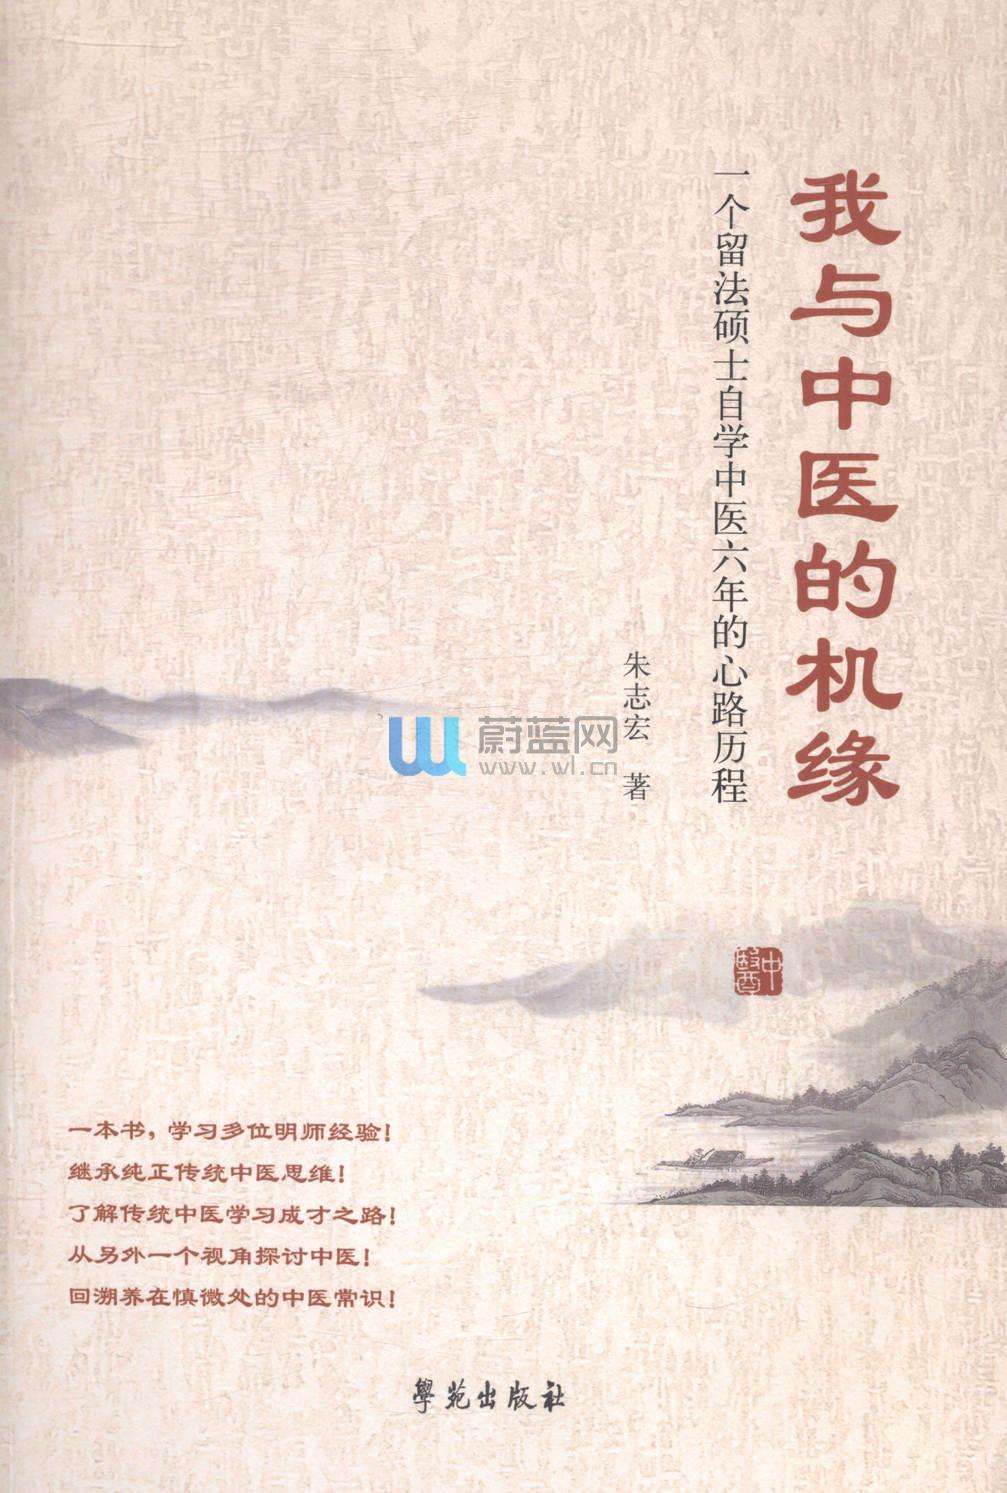 我与中医的机缘
一个留法硕士自学中医六年的心路历程
朱志宏 著
蔚蓝网
www.wl.cn
中醫
一本书，学习多位明师经验！
继承纯正传统中医思维！
了解传统中医学习成才之路！
从另外一个视角探讨中医！
回溯养在慎微处的中医常识！
學苑出版社